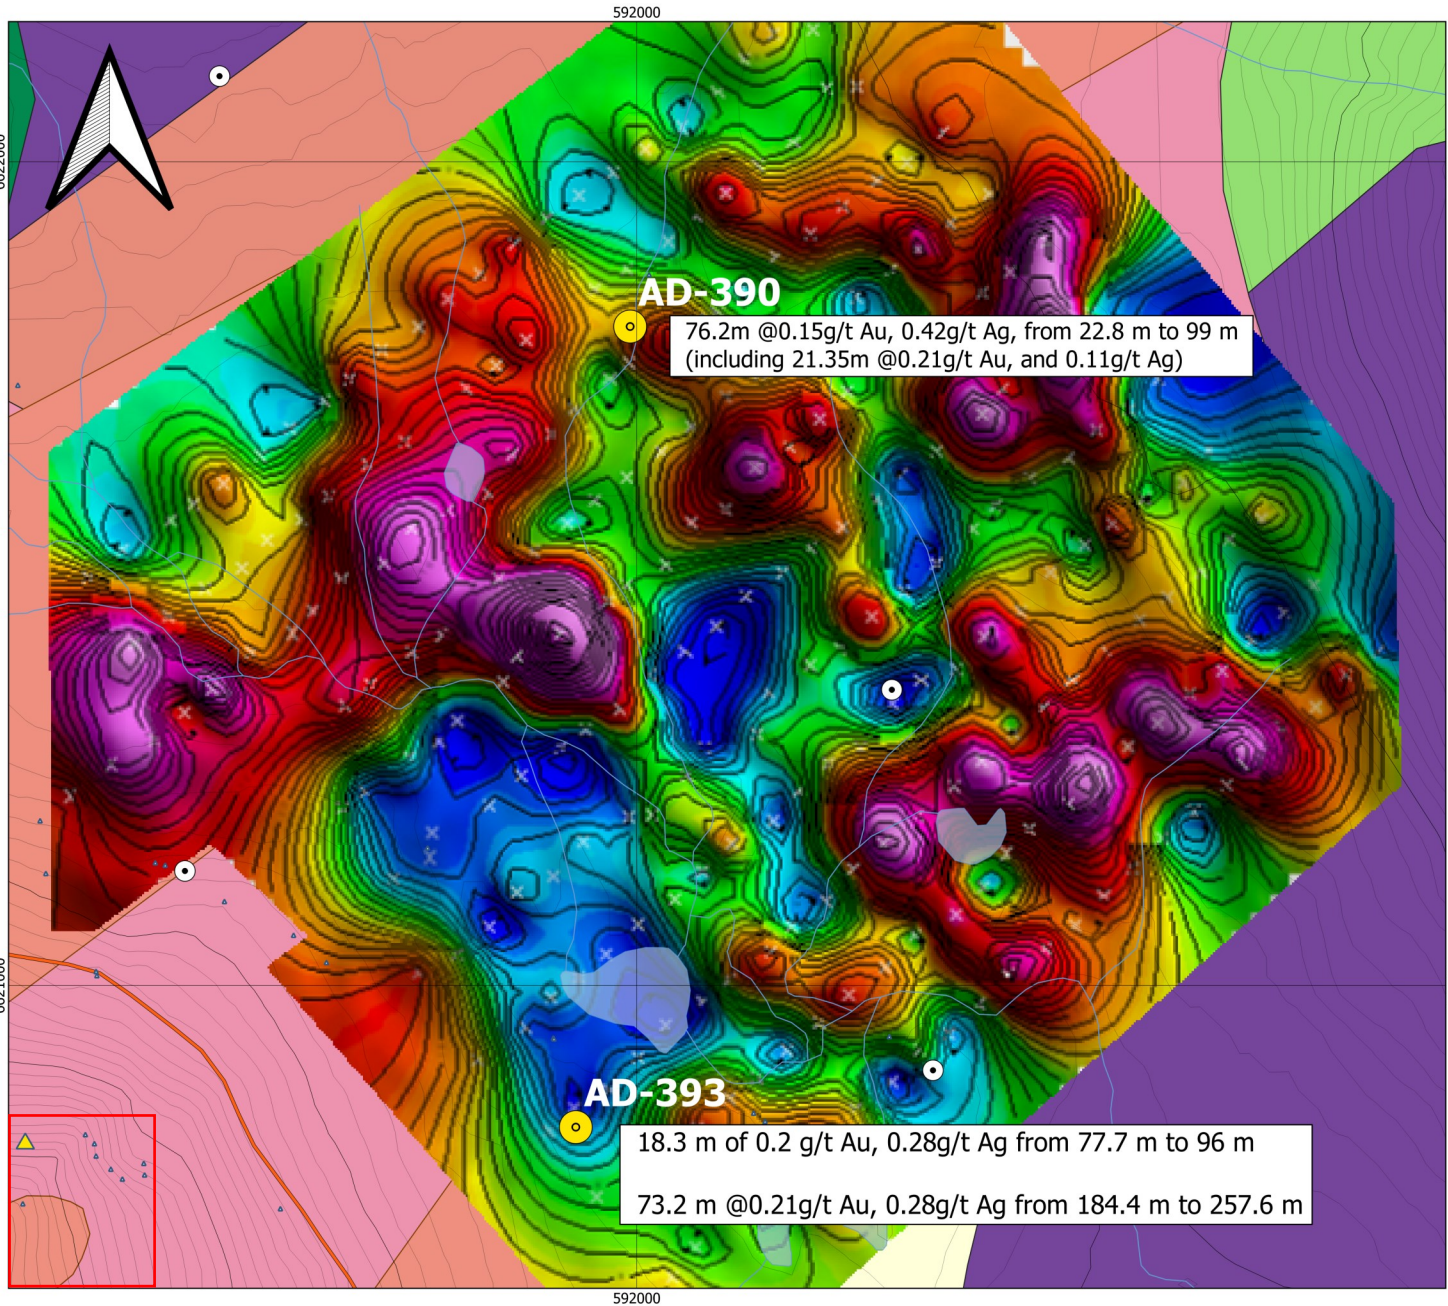 592000
6622000
AD-390
76.2m @0.15g/t Au, 0.42g/t Ag, from 22.8 m to 99 m
(including 21.35m @0.21g/t Au, and 0.11g/t Ag)
AD-393
18.3 m of 0.2 g/t Au, 0.28g/t Ag from 77.7 m to 96 m
73.2 m @0.21g/t Au, 0.28g/t Ag from 184.4 m to 257.6 m
592000